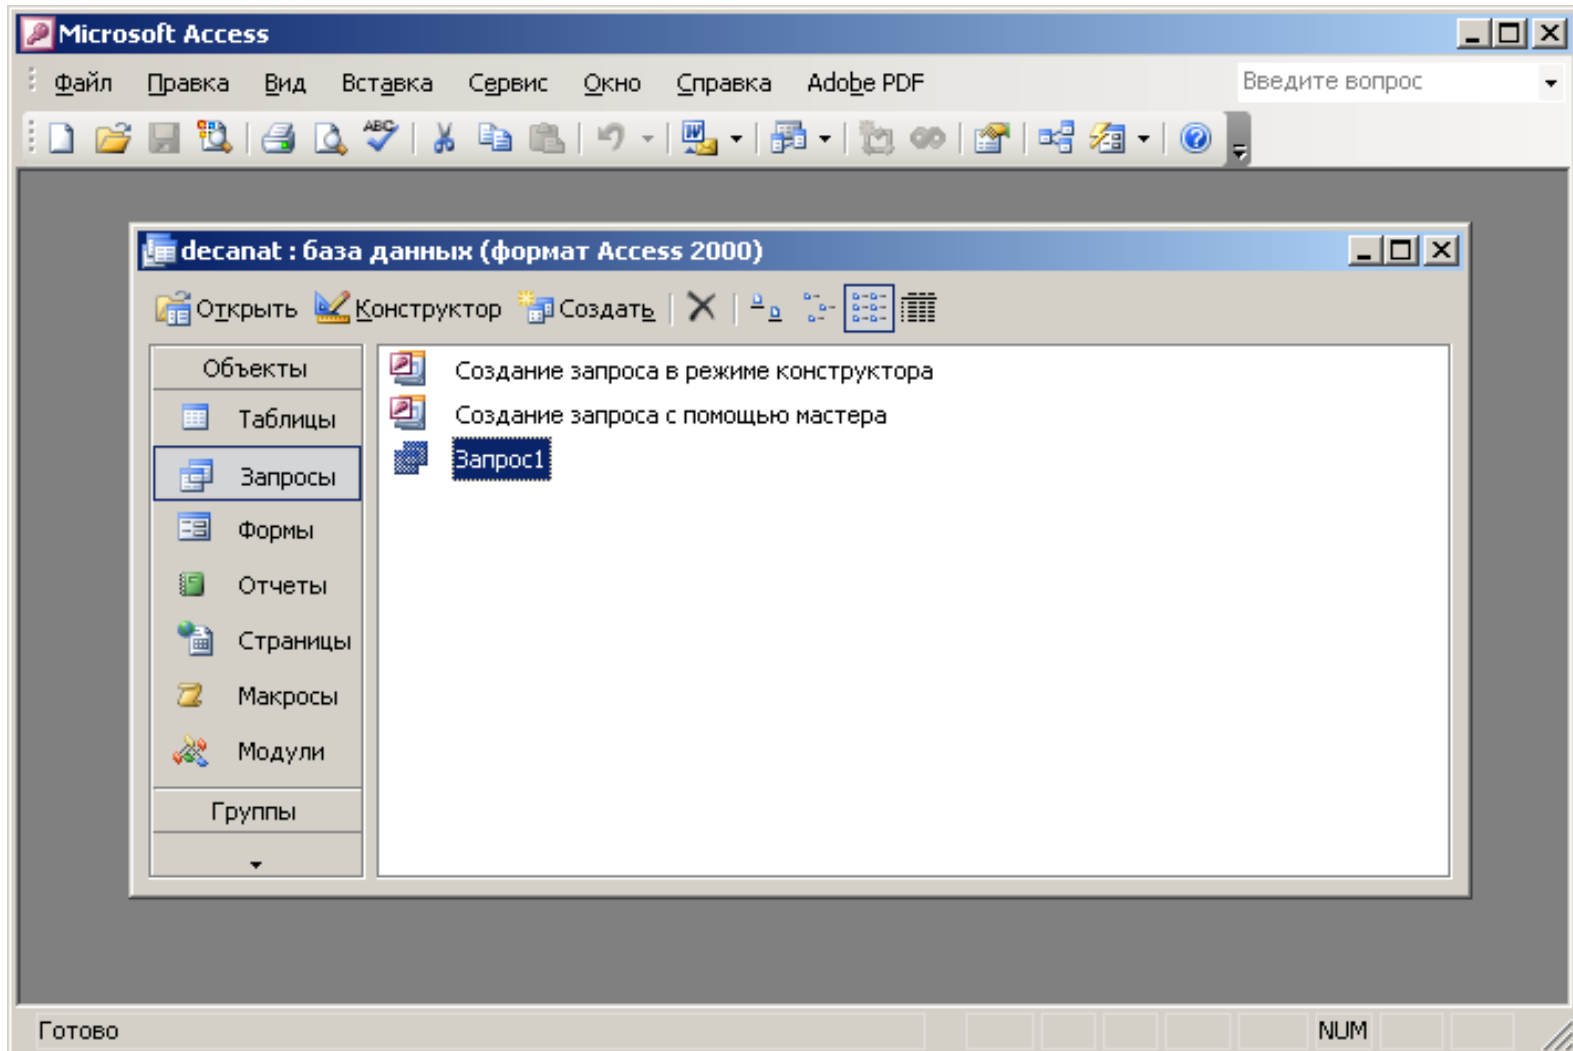 Microsoft Access
Файл Правка Вид Вставка Сервис Окно Справка Adobe PDF Введите вопрос
decanat : база данных (формат Access 2000)
Открыть Конструктор Создать
Объекты
Таблицы
Запросы
Формы
Отчеты
Страницы
Макросы
Модули
Группы
Создание запроса в режиме конструктора
Создание запроса с помощью мастера
Запрос1
Готово NUM